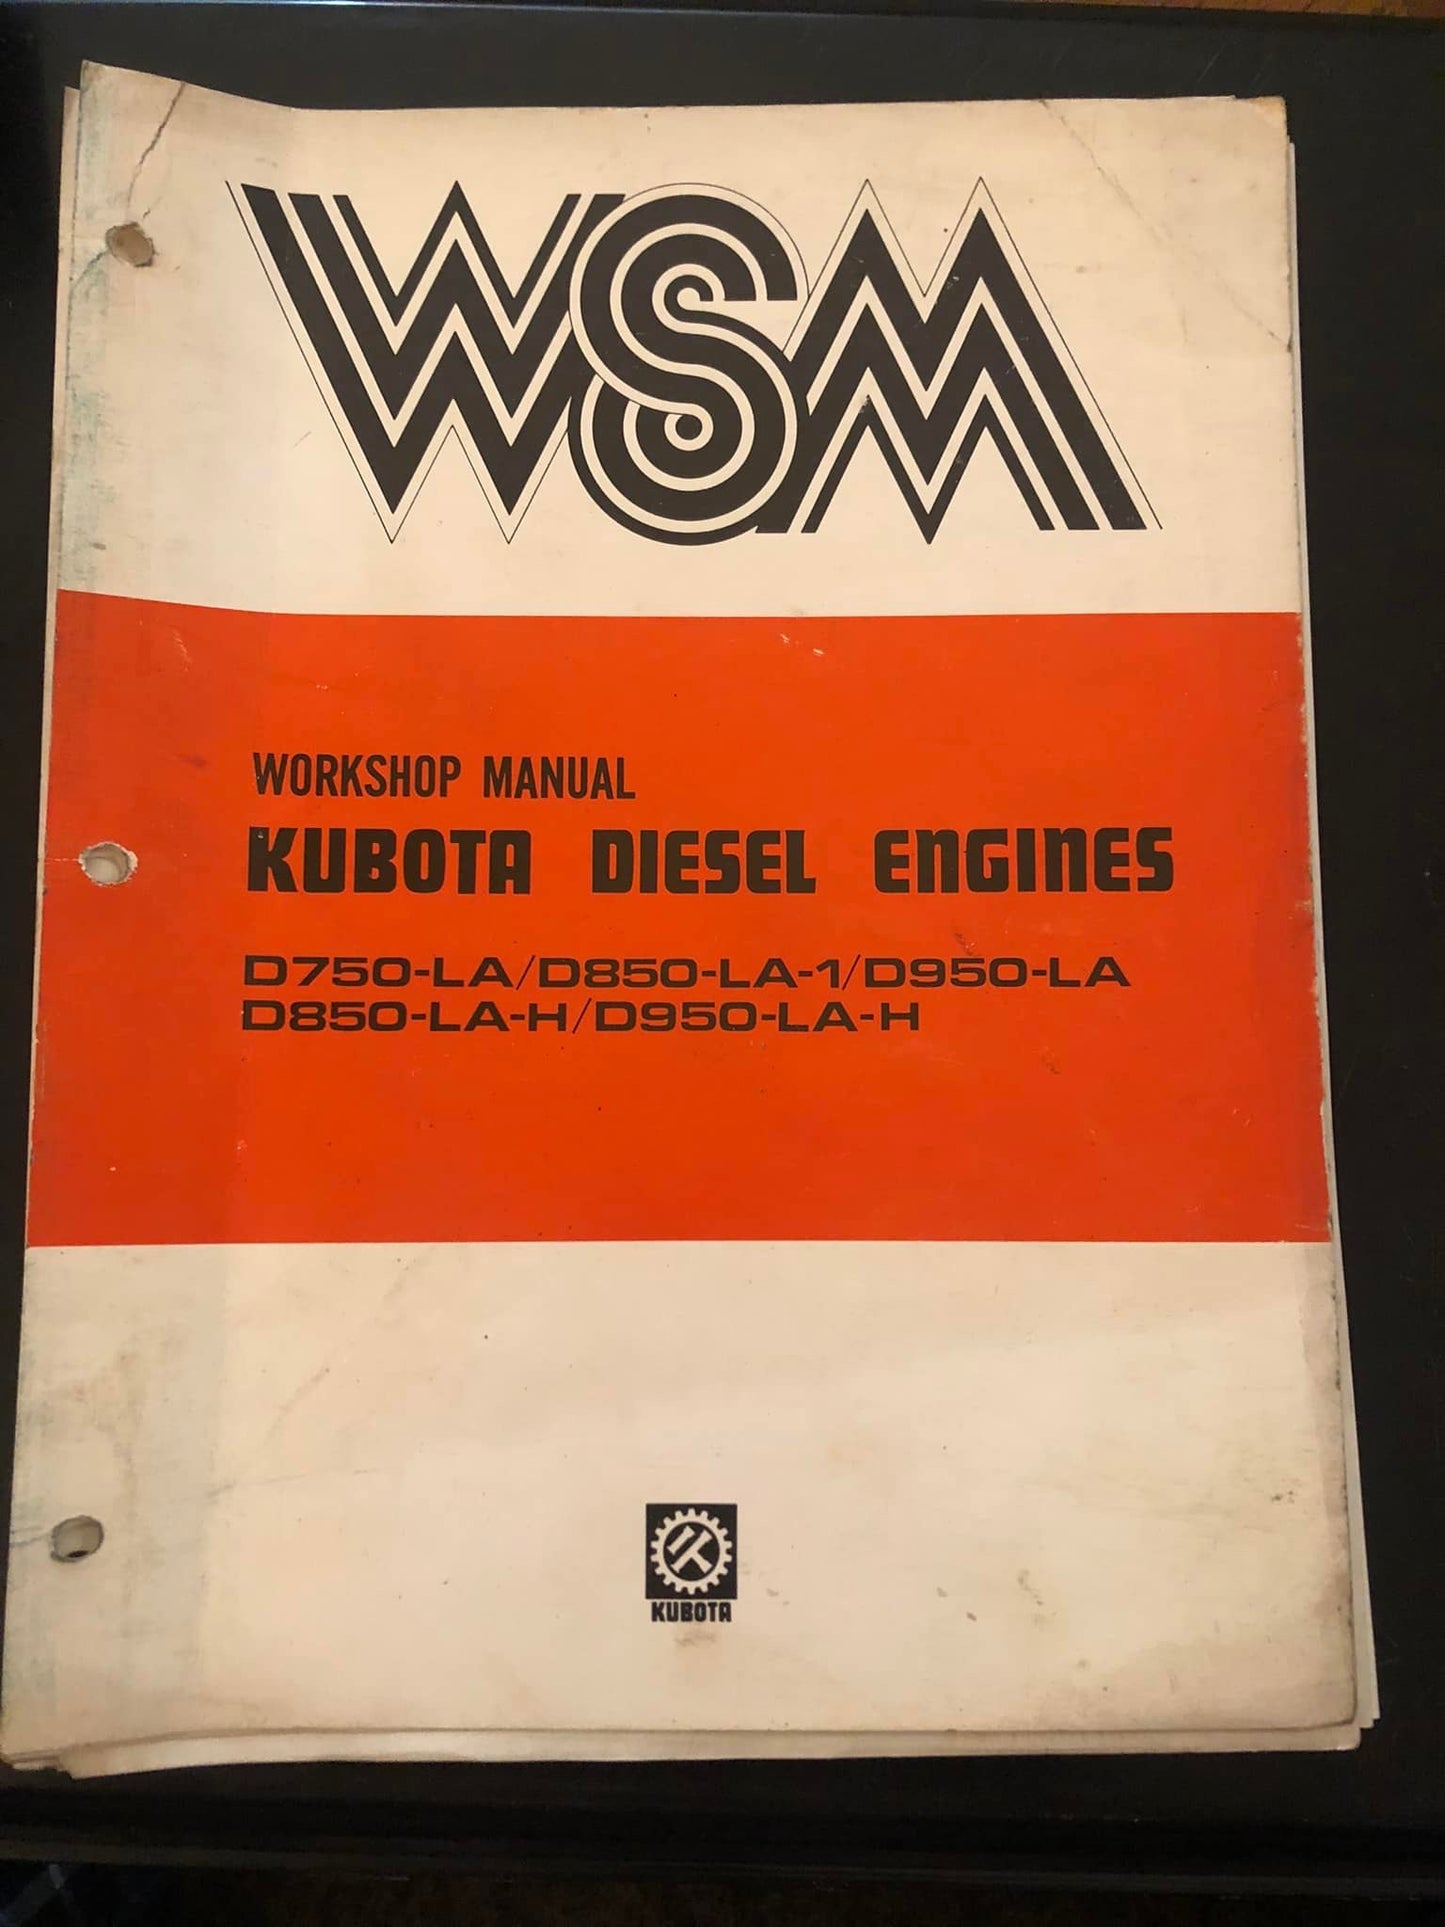 WSM
WORKSHOP MANUAL
KUBOTA DIESEL ENGINES
D750-LA/D850-LA-1/D950-LA
D850-LA-H/D950-LA-H
KUBOTA